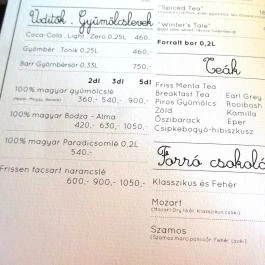 Üdítők, Gyümölcslevek
Coca-Cola, Light, Zero 0,25L 460.-
Gyömbér, Tonik 0,25L 460.-
Barr Gyömbérsör 0,33L 750.-
2dl 3dl 5dl
100% magyar gyümölcslé
360.- 540.- 900.-
100% magyar Bodza - Alma
420.- 630.- 1050.-
100% magyar Paradicsomlé 0,2L
540.-
Frissen facsart narancslé
600.- 900.- 1050.-
"Spiced Tea"
"Winter's Tale"
Forralt bor 0,2L
Teák
Friss Menta Tea
Breakfast Tea Earl Grey
Piros Gyümölcs Rooibosh
Zöld Kamilla
Őszibarack Eper
Csipkebogyó-hibiszkusz
Forró csokolá
Klasszikus és Fehér
Mozart
Szamos